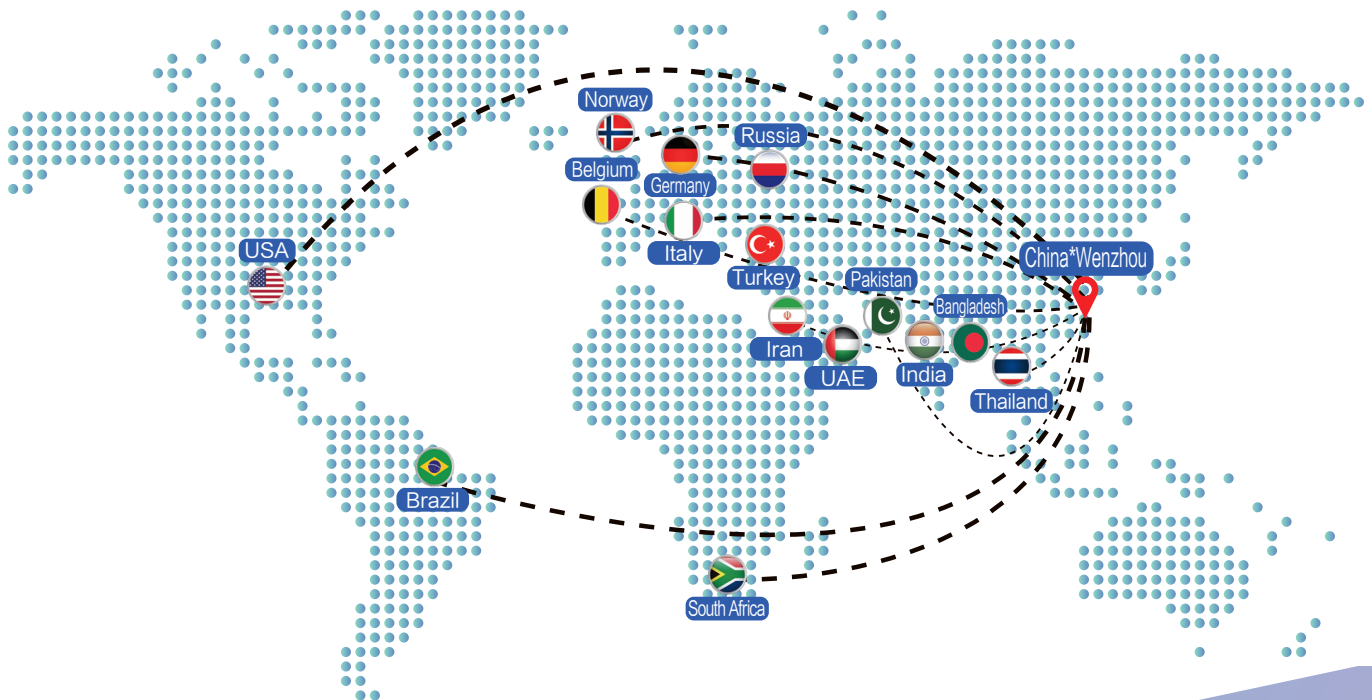 Norway
Russia
Belgium
Germany
USA
Italy
China*Wenzhou
Turkey
Pakistan
Bangladesh
Iran
UAE
India
Thailand
Brazil
South Africa